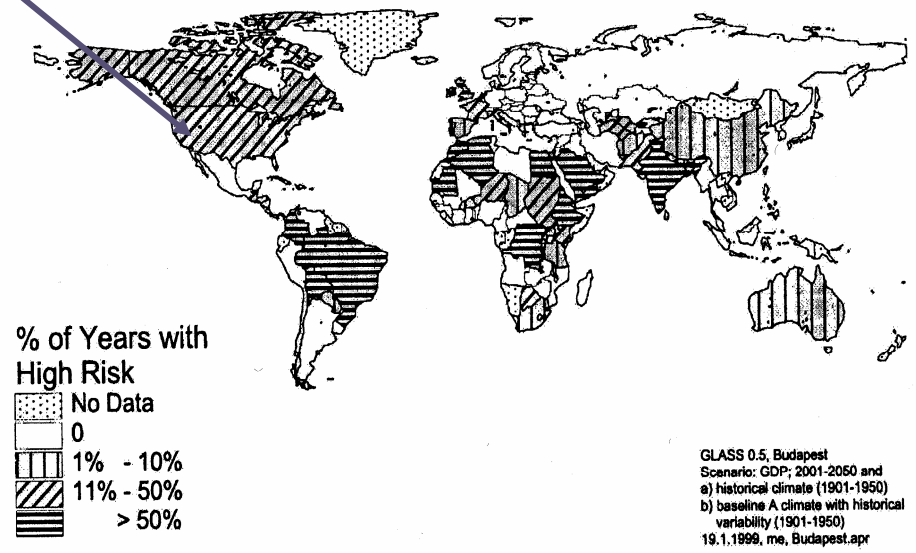 % of Years with
High Risk
No Data
0
1% - 10%
11% - 50%
> 50%
GLASS 0.5, Budapest
Scenario: GDP; 2001-2050 and
a) historical climate (1901-1950)
b) baseline A climate with historical
variability (1901-1950)
19.1.1999, me, Budapest.apr